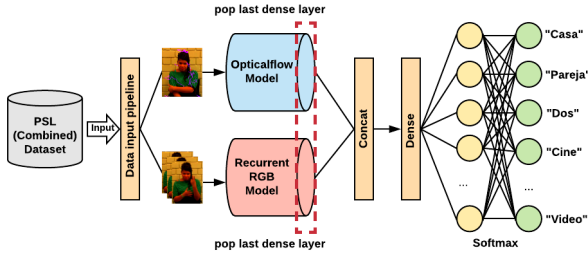 pop last dense layer
PSL
(Combined)
Dataset
Input
Data input pipeline
Opticalflow
Model
Recurrent
RGB
Model
pop last dense layer
Concat
Dense
"Casa"
"Pareja"
"Dos"
"Cine"
...
...
"Video"
Softmax